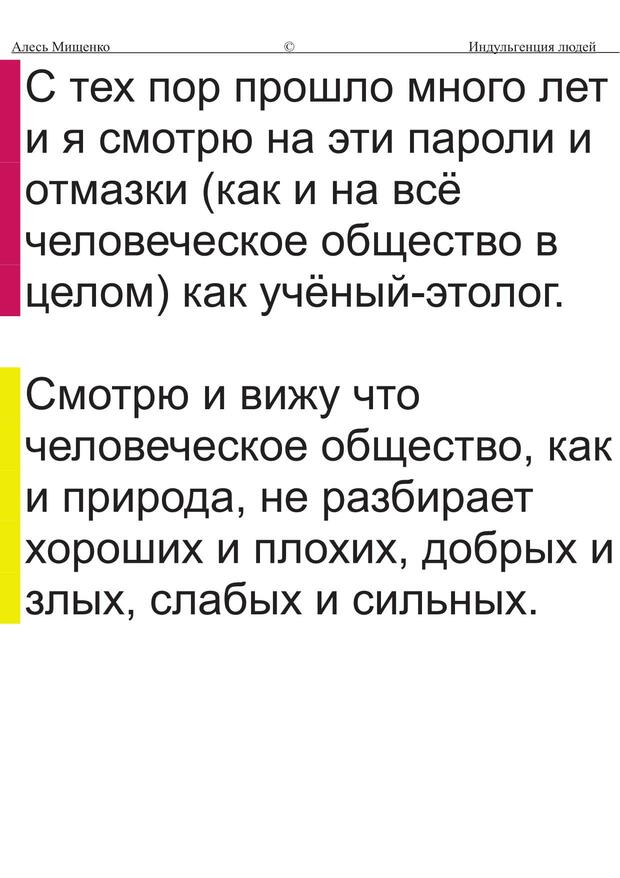 Алесь Мищенко © Индульгенция людей
С тех пор прошло много лет
и я смотрю на эти пароли и
отмазки (как и на всё
человеческое общество в
целом) как учёный-этолог.
Смотрю и вижу что
человеческое общество, как
и природа, не разбирает
хороших и плохих, добрых и
злых, слабых и сильных.